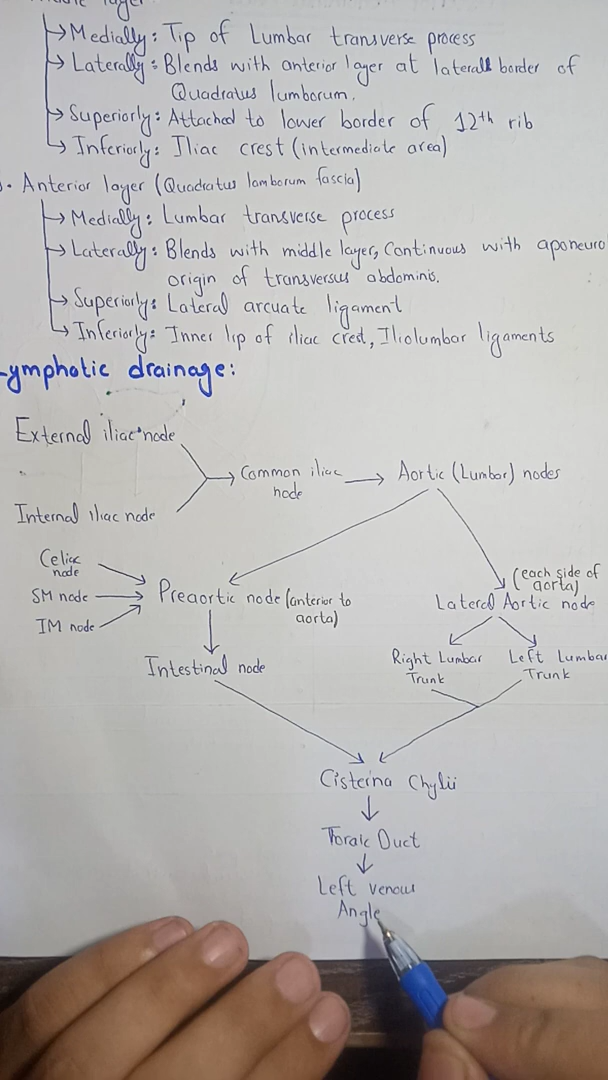 layer
Medially: Tip of Lumbar transverse process
Laterally: Blends with anterior layer at laterall border of
Quadratus lumborum.
Superiorly: Attached to lower border of 12th rib
Inferiorly: Iliac crest (intermediate area)
Anterior layer (Quadratus lamborum fascia)
Medially: Lumbar transverse process
Laterally: Blends with middle layer, Continuous with aponeuro
origin of transversus abdominis.
Superiorly: Lateral arcuate ligament
Inferiorly: Inner lip of iliac crest, Iliolumbar ligaments
ymphatic drainage:
External iliac node
Common iliac
node
Aortic (Lumbar) nodes
Internal iliac node
Celiac
node
SM node
IM node
Preaortic node (anterior to
aorta)
(each side of
aorta)
Lateral Aortic node
Intestinal node
Right Lumbar
Trunk
Left Lumbar
Trunk
Cisterna Chylii
Thoraic Duct
Left venous
Angle